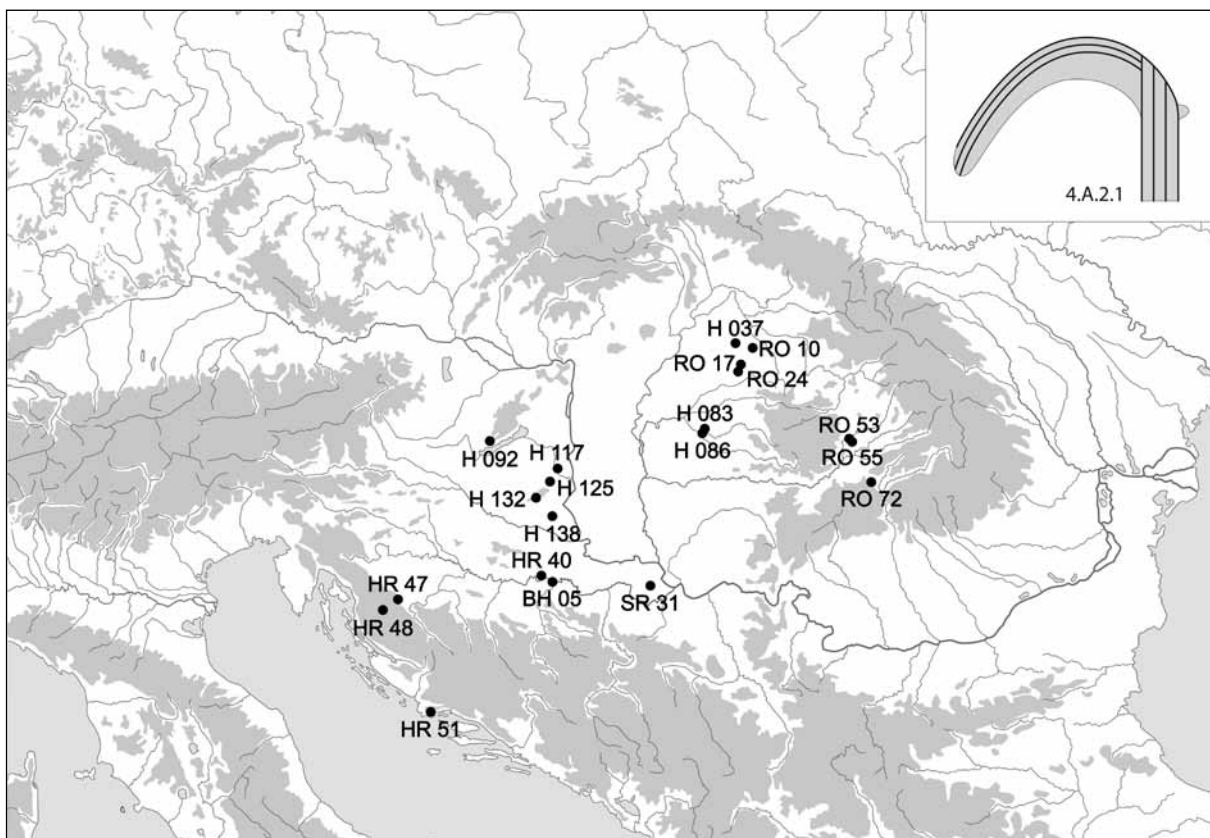 4.A.2.1
H 037
RO 10
RO 17
RO 24
H 083
H 086
RO 53
RO 55
RO 72
H 092
H 117
H 125
H 132
H 138
HR 40
BH 05
SR 31
HR 47
HR 48
HR 51